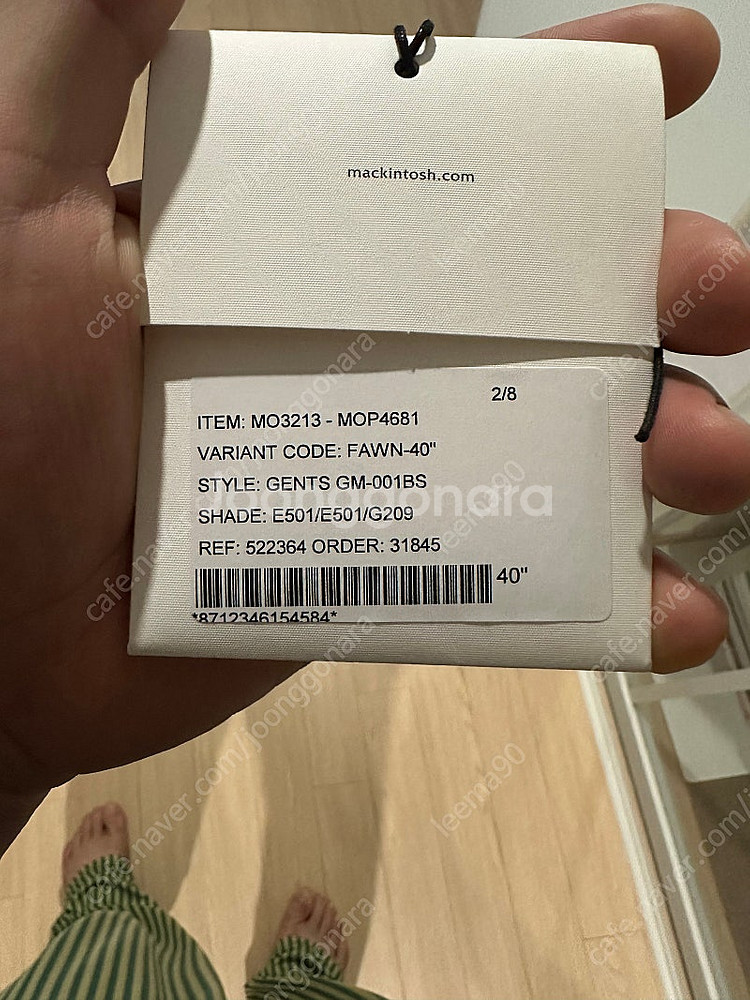 mackintosh.com
2/8
ITEM: MO3213 - MOP4681
VARIANT CODE: FAWN-40"
STYLE: GENTS GM-001BS
SHADE: E501/E501/G209
REF: 522364 ORDER: 31845
40"
*8712346154584*
joonggonara
cafe.naver.com/joonggonara
leema90